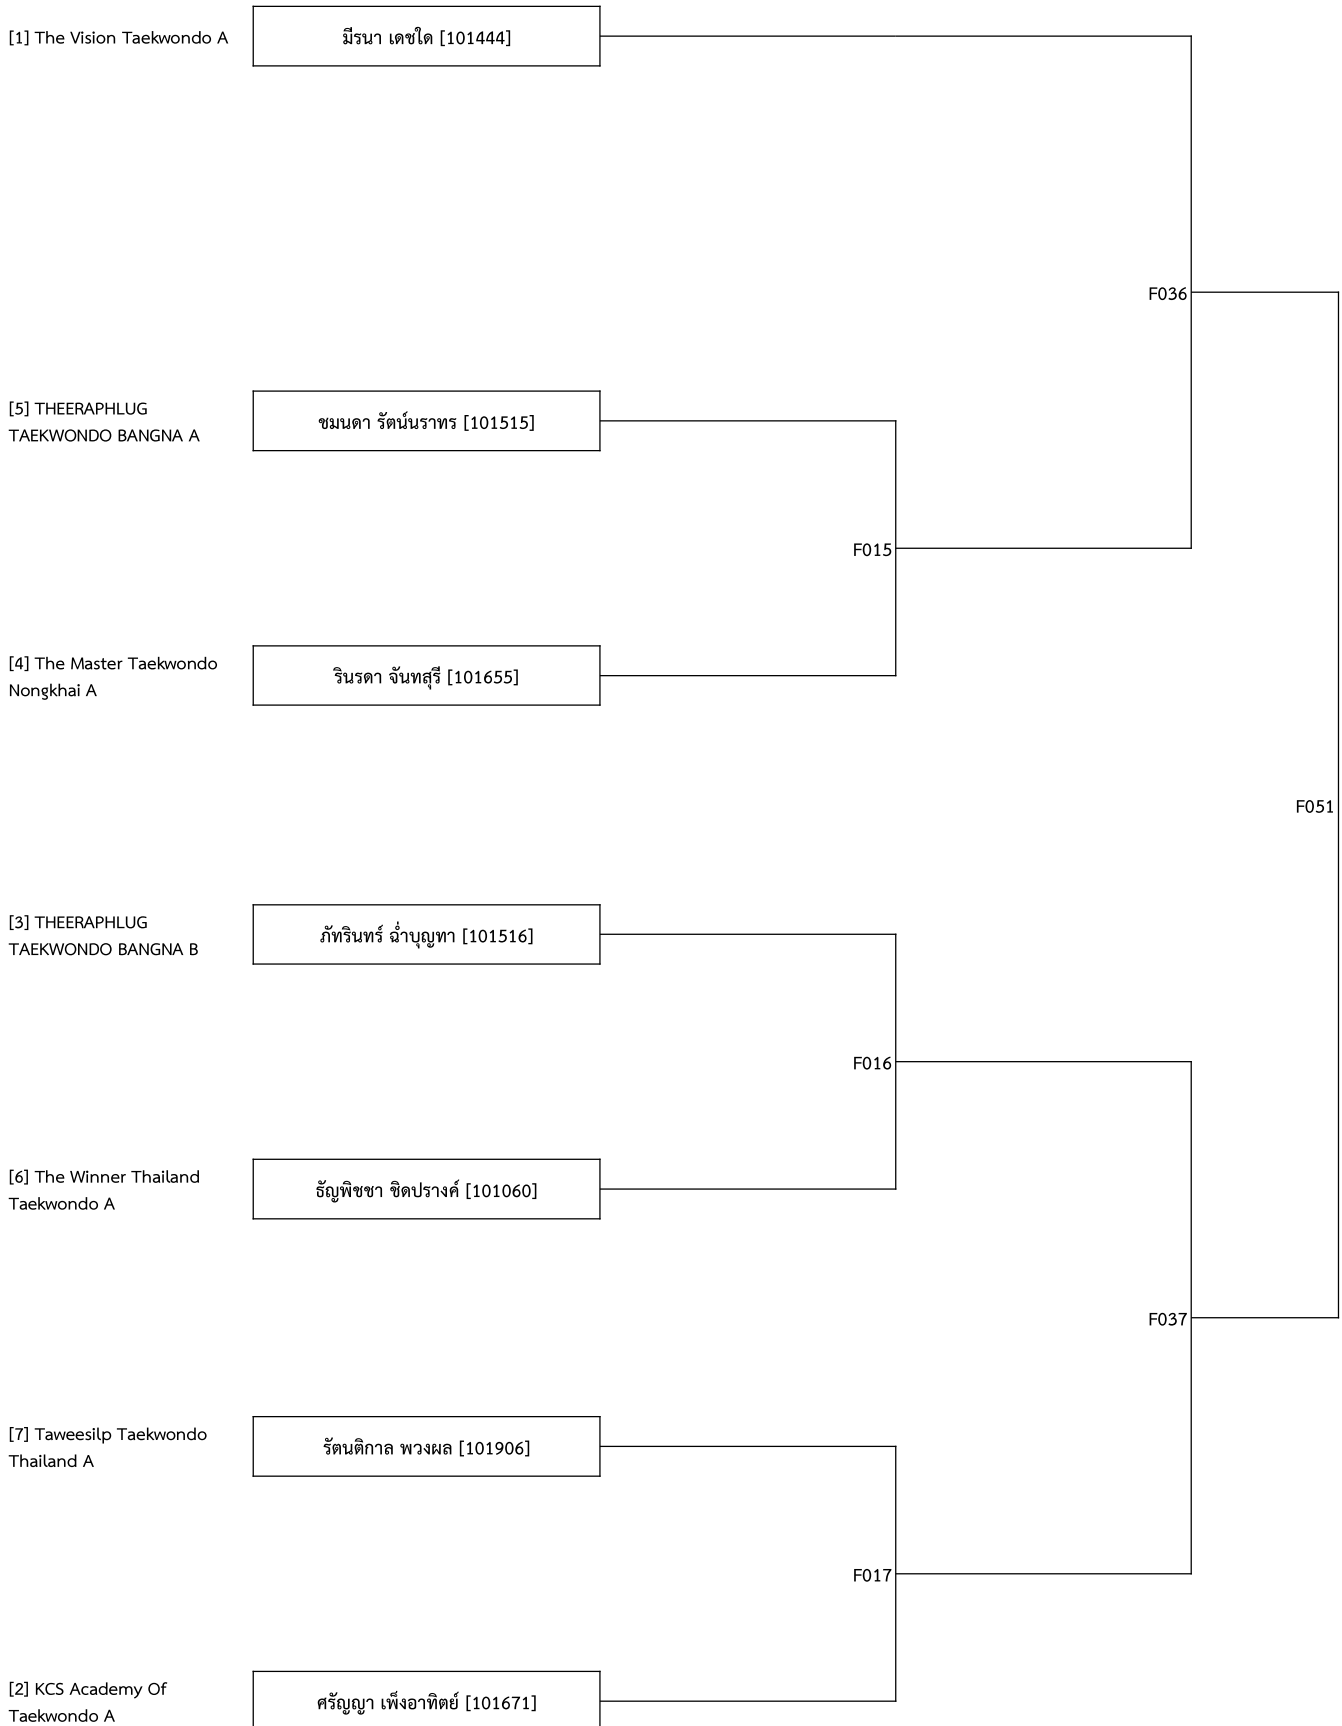 [1] The Vision Taekwondo A
มีรนา เดชใด [101444]
F036
[5] THEERAPHLUG
TAEKWONDO BANGNA A
ชมนดา รัตน์นราทร [101515]
F015
[4] The Master Taekwondo
Nongkhai A
รินรดา จันทสุรี [101655]
F051
[3] THEERAPHLUG
TAEKWONDO BANGNA B
ภัทรินทร์ ฉ่ำบุญทา [101516]
F016
[6] The Winner Thailand
Taekwondo A
ธัญพิชชา ชิดปรางค์ [101060]
F037
[7] Taweesilp Taekwondo
Thailand A
รัตนติกาล พวงผล [101906]
F017
[2] KCS Academy Of
Taekwondo A
ศรัญญา เพ็งอาทิตย์ [101671]